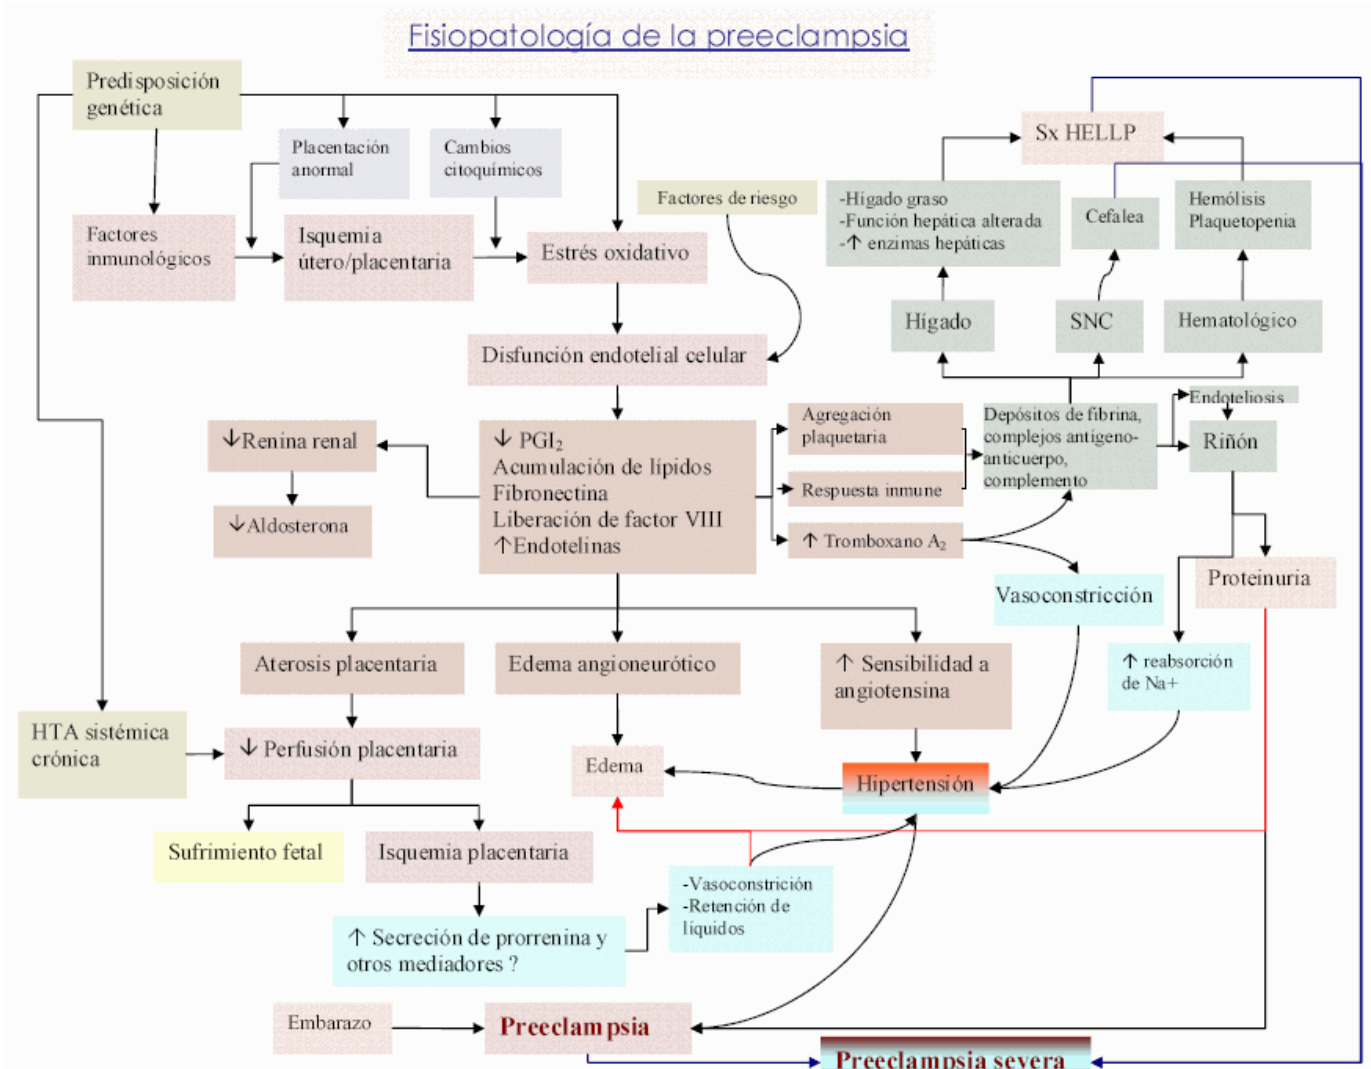 Fisiopatología de la preeclampsia
Predisposición
genética
Placentación
anormal
Cambios
citoquímicos
Factores de riesgo
Sx HELLP
-Hígado graso
-Función hepática alterada
-↑ enzimas hepáticas
Cefalea
Hemólisis
Plaquetopenia
Factores
inmunológicos
Isquemia
útero/placentaria
Estrés oxidativo
Hígado
SNC
Hematológico
Disfunción endotelial celular
↓Renina renal
↓Aldosterona
↓ PGI₂
Acumulación de lípidos
Fibronectina
Liberación de factor VIII
↑Endotelinas
Agregación
plaquetaria
Respuesta inmune
↑ Tromboxano A₂
Depósitos de fibrina,
complejos antígeno-
anticuerpo,
complemento
Endoteliosis
Riñón
Vasoconstricción
Proteinuria
Aterosis placentaria
Edema angioneurótico
↑ Sensibilidad a
angiotensina
↑ reabsorción
de Na+
HTA sistémica
crónica
↓ Perfusión placentaria
Edema
Hipertensión
Sufrimiento fetal
Isquemia placentaria
-Vasoconstrición
-Retención de
líquidos
↑ Secreción de prorrenina y
otros mediadores ?
Embarazo
Preeclampsia
Preeclampsia severa